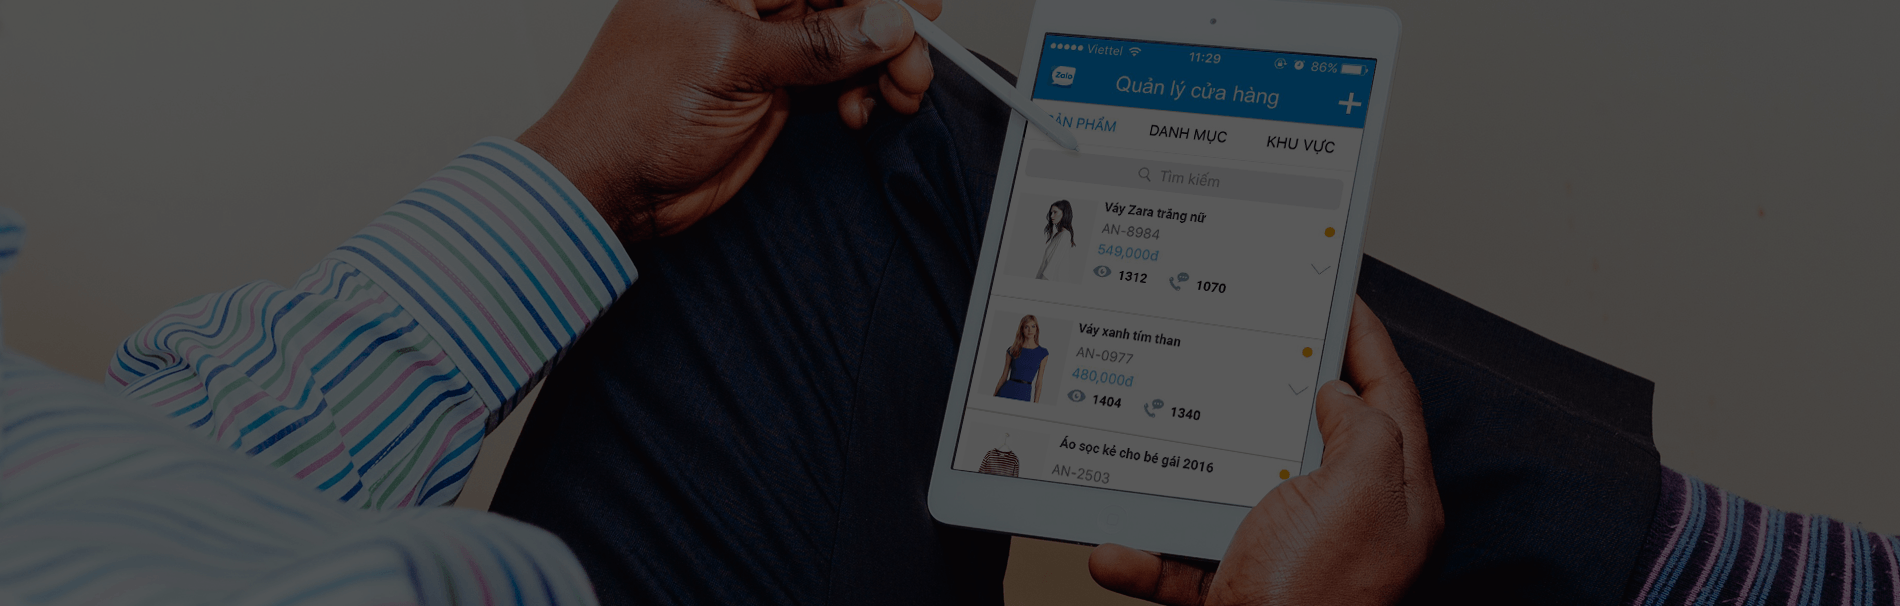 Viettel 11:29 86%
Zalo Quản lý cửa hàng
ẢN PHẨM DANH MỤC KHU VỰC
Tìm kiếm
Váy Zara trắng nữ
AN-8984
549,000đ
1312 1070
Váy xanh tím than
AN-0977
480,000đ
1404 1340
Áo sọc kẻ cho bé gái 2016
AN-2503